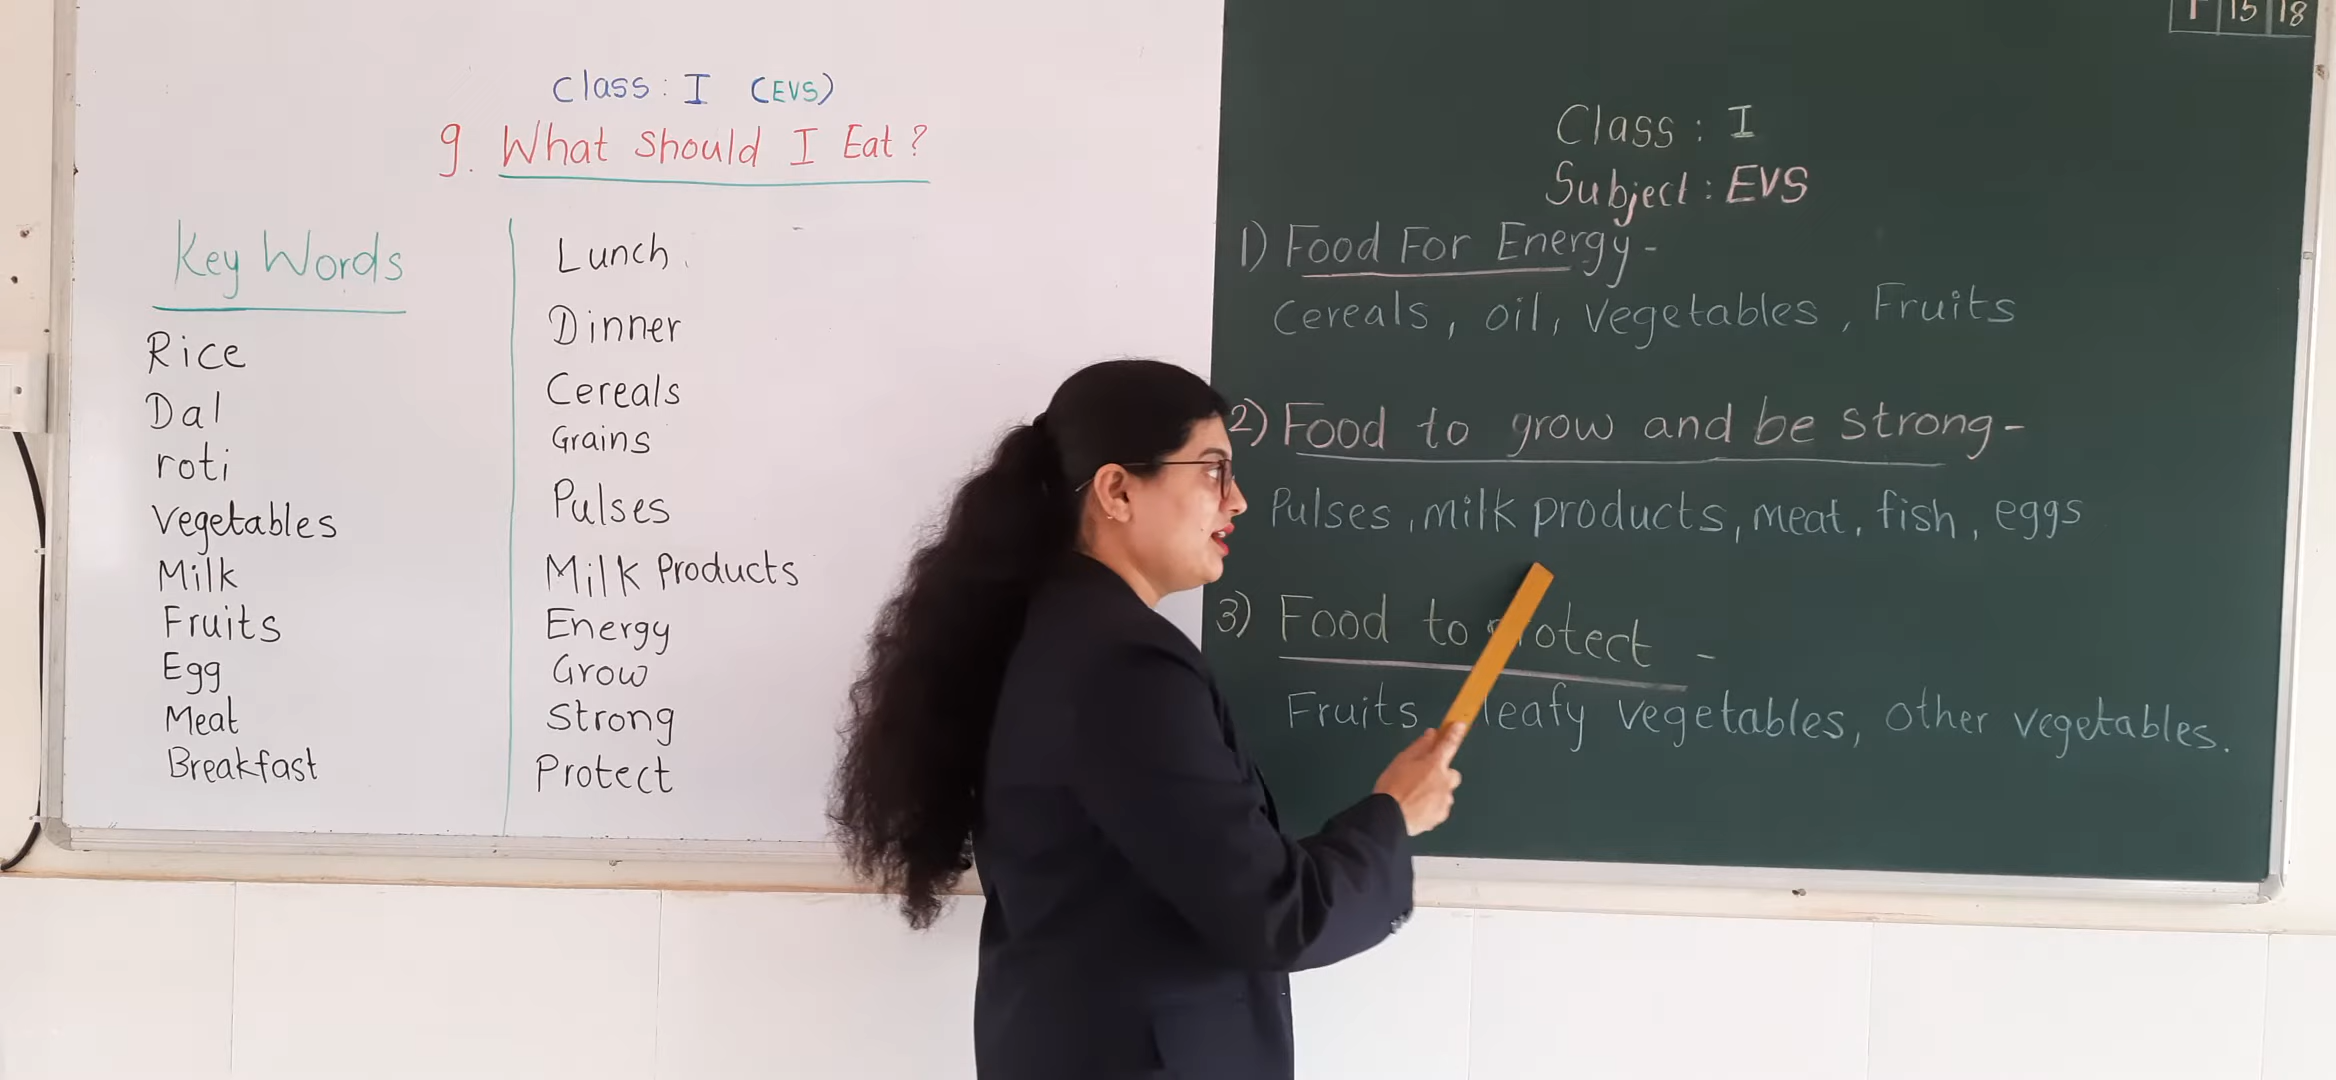 Class: I (EVS)
9. What should I Eat?
Key Words
Rice
Dal
roti
vegetables
Milk
Fruits
Egg
Meat
Breakfast
Lunch
Dinner
Cereals
Grains
Pulses
Milk Products
Energy
Grow
Strong
Protect
15 18
Class: I
Subject: EVS
1) Food For Energy-
Cereals, oil, vegetables, Fruits
2) Food to grow and be strong-
Pulses, milk products, meat, fish, eggs
3) Food to -
Fruits leafy vegetables, other vegetables.